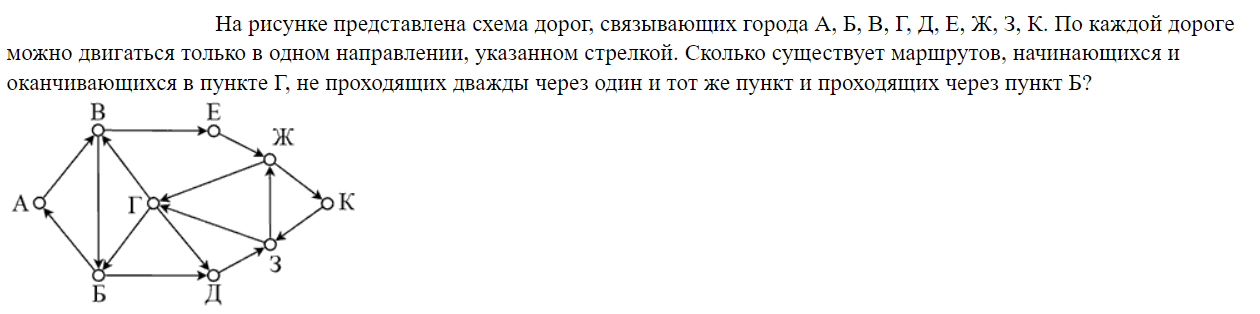 На рисунке представлена схема дорог, связывающих города А, Б, В, Г, Д, Е, Ж, З, К. По каждой дороге
можно двигаться только в одном направлении, указанном стрелкой. Сколько существует маршрутов, начинающихся и
оканчивающихся в пункте Г, не проходящих дважды через один и тот же пункт и проходящих через пункт Б?
В Е
Ж
А Г К
З
Б Д